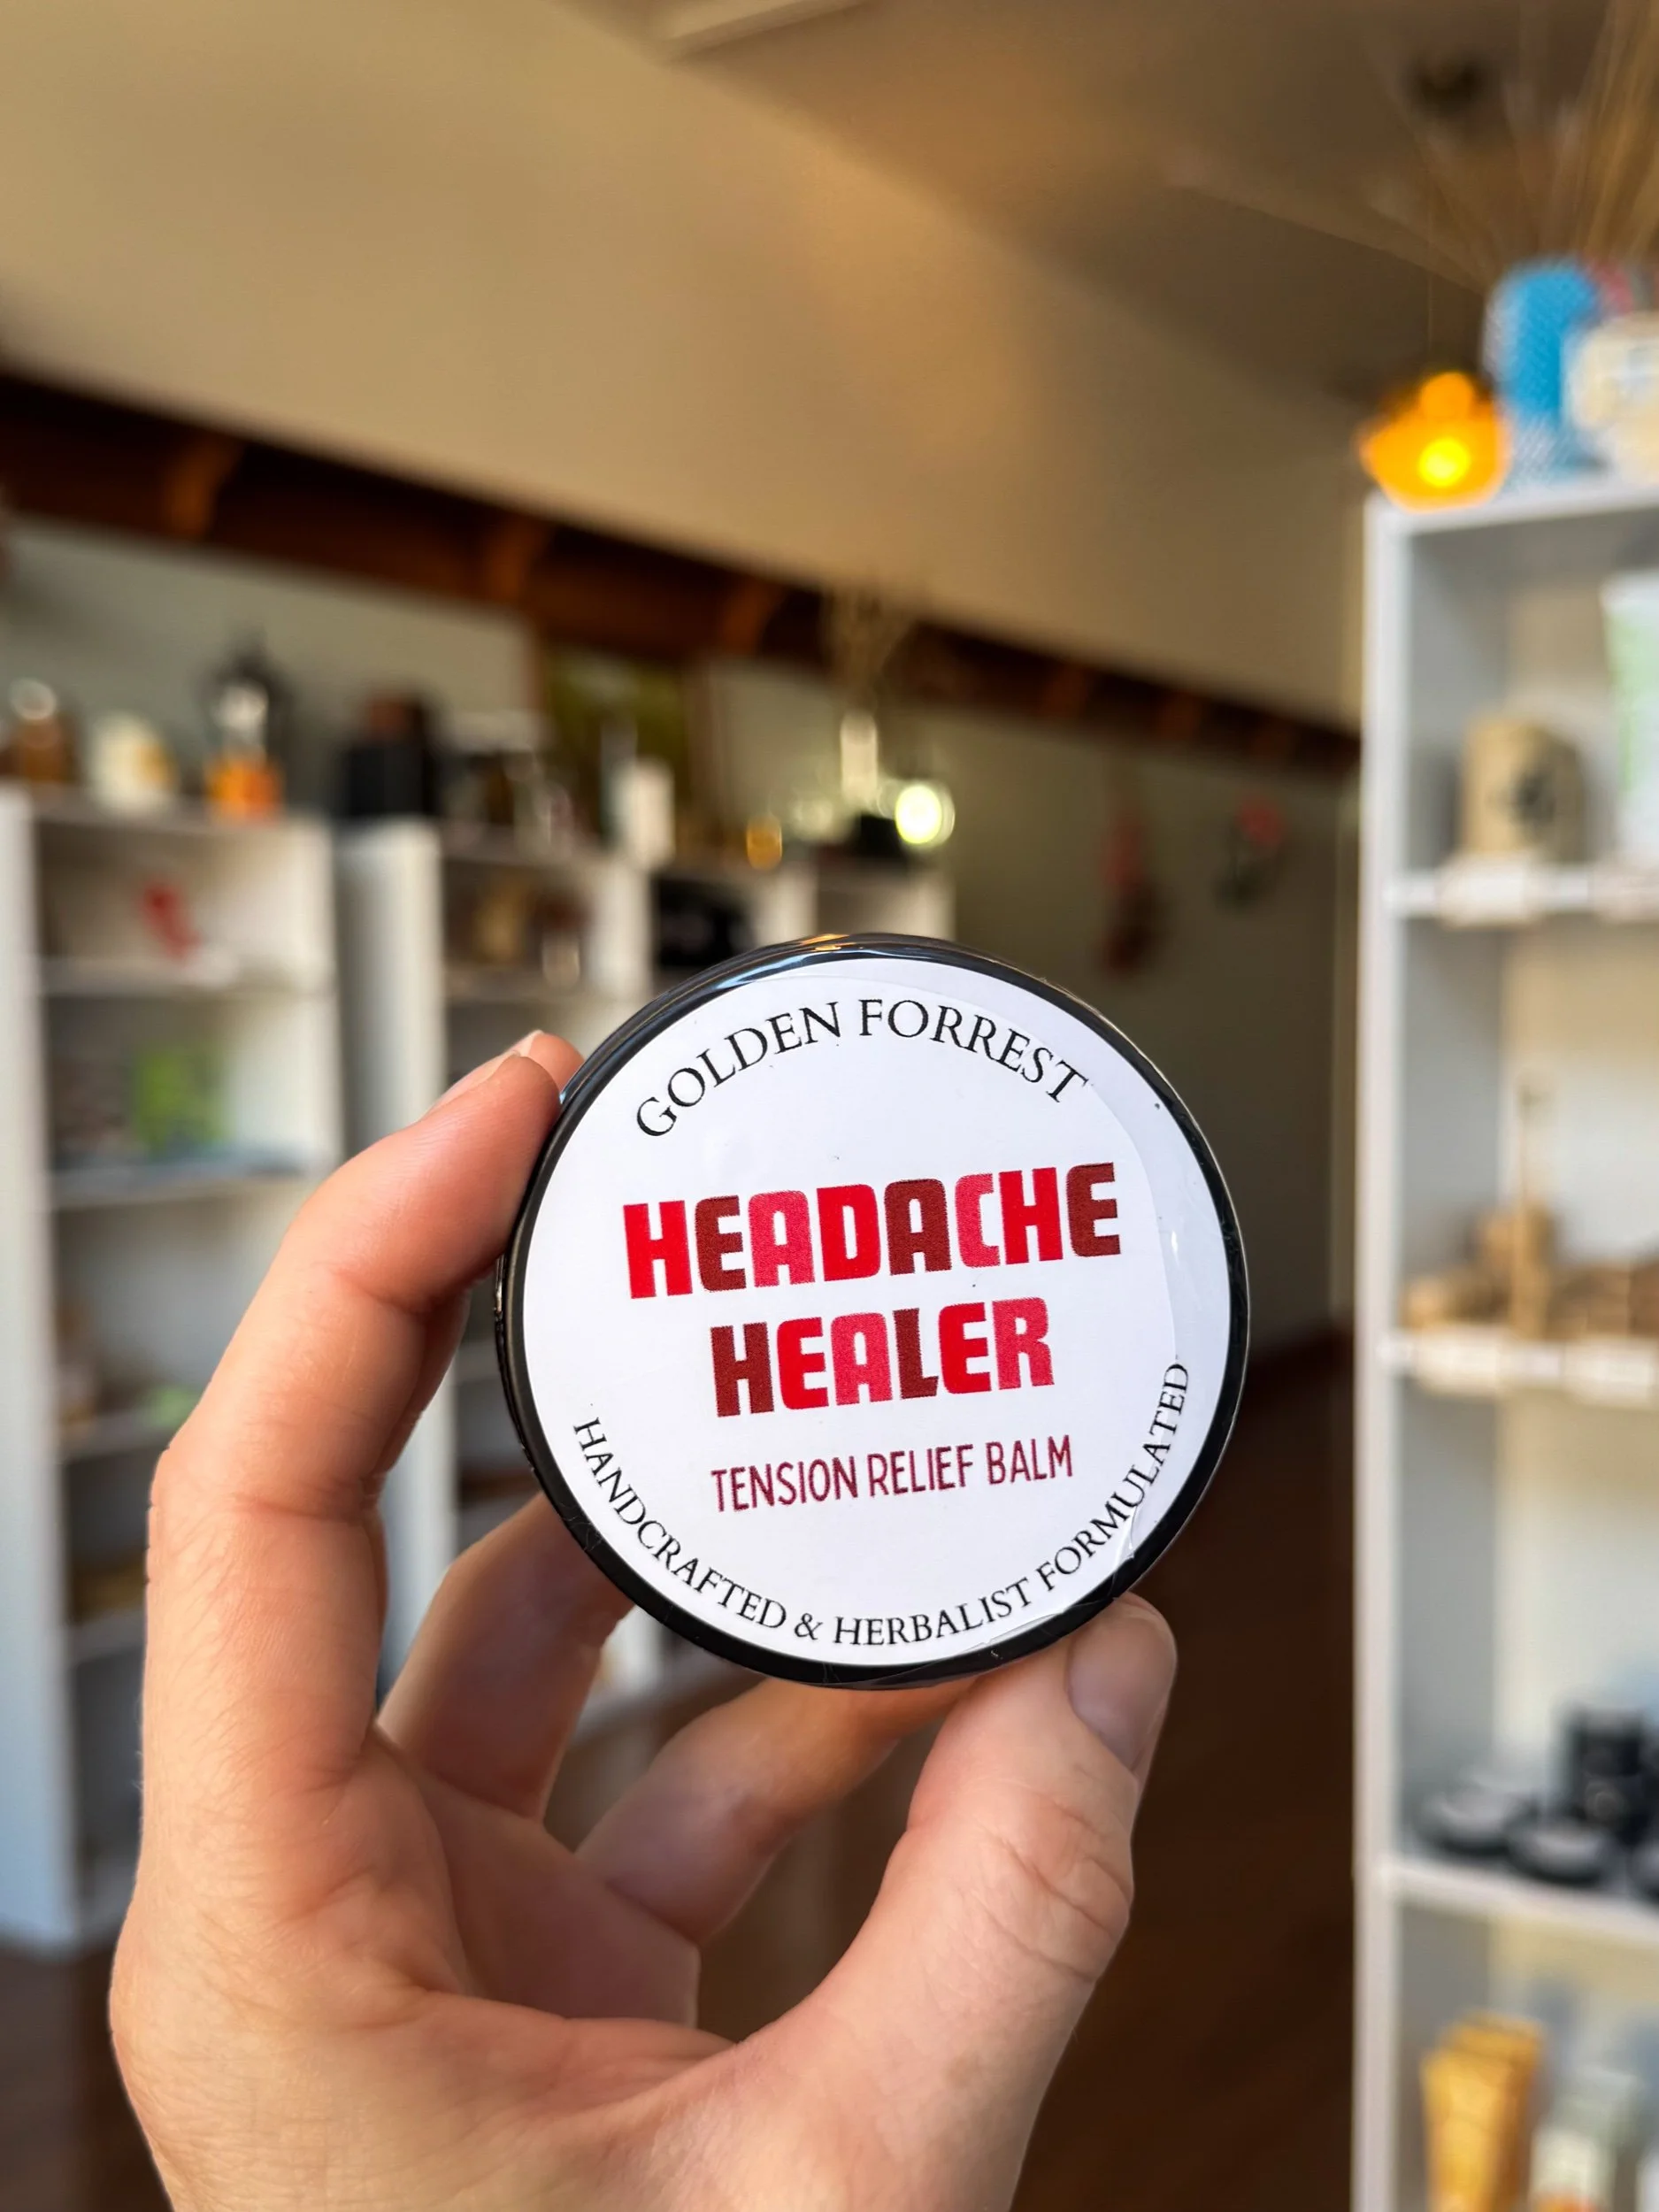 GOLDEN FORREST
HEADACHE
HEALER
TENSION RELIEF BALM
HANDCRAFTED & HERBALIST FORMULATED